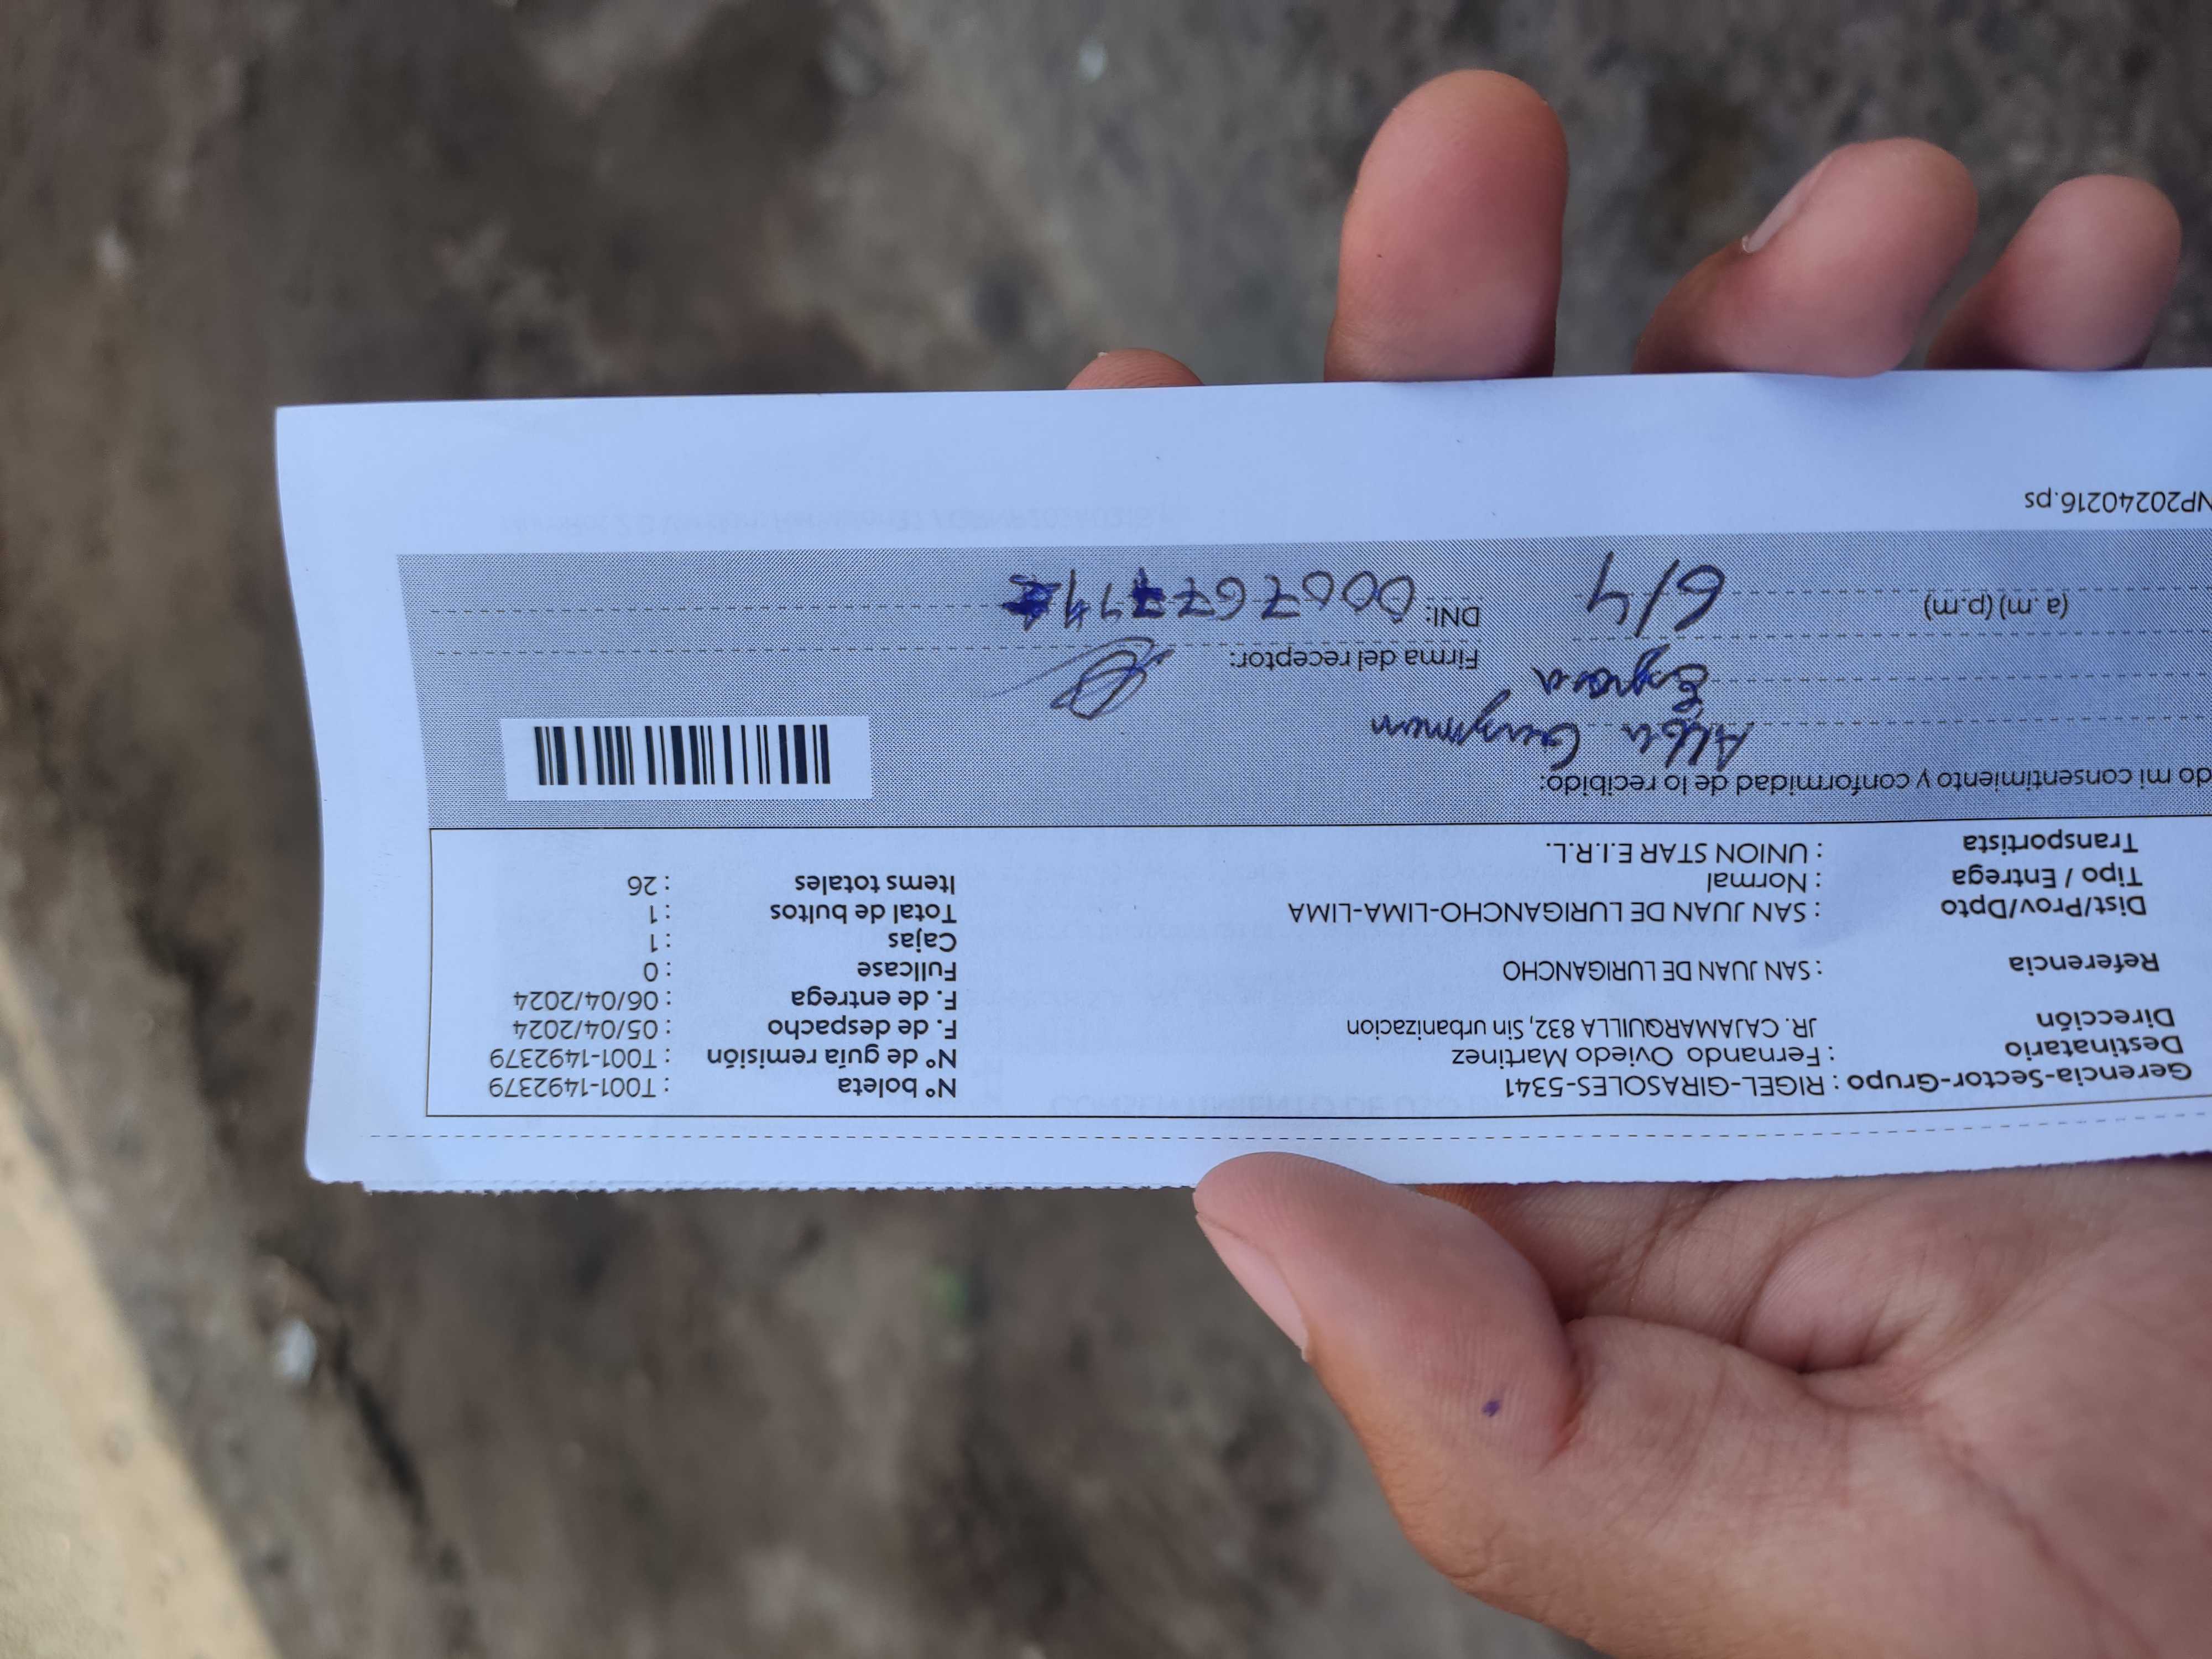 Gerencia-Sector-Grupo : RIGEL-GIRASOLES-5341
Destinatario : Fernando Oviedo Martinez
Dirección JR. CAJAMARQUILLA 832, Sin urbanizacion
Referencia : SAN JUAN DE LURIGANCHO
Dist/Prov/Dpto : SAN JUAN DE LURIGANCHO-LIMA-LIMA
Tipo / Entrega : Normal
Transportista : UNION STAR E.I.R.L.
N° boleta : T001-1492379
N° de guía remisión : T001-1492379
F. de despacho : 05/04/2024
F. de entrega : 06/04/2024
Fullcase : 0
Cajas : 1
Total de bultos : 1
Items totales : 26
do mi consentimiento y conformidad de lo recibido:
(a.m) (p.m) 6/4
Firma del receptor:
DNI:
NP20240216.ps